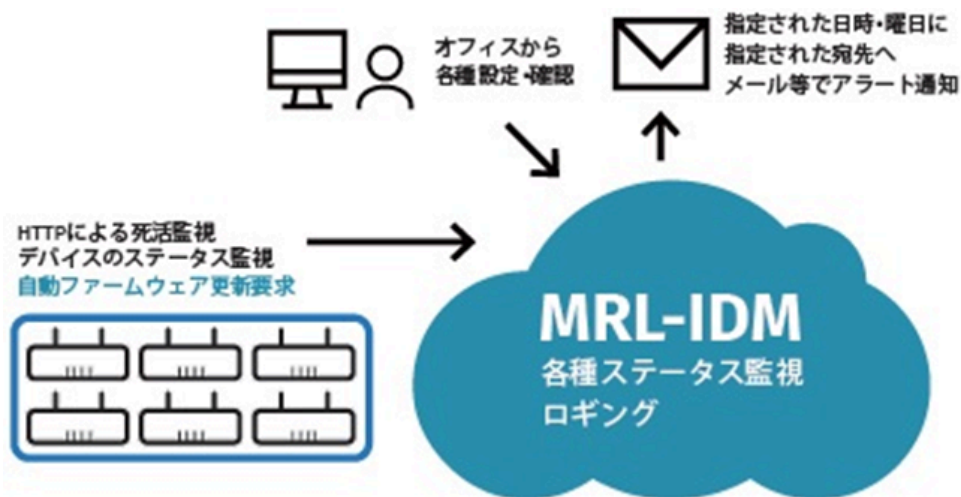 オフィスから
各種設定・確認
指定された日時・曜日に
指定された宛先へ
メール等でアラート通知
HTTPによる死活監視
デバイスのステータス監視
自動ファームウェア更新要求
MRL-IDM
各種ステータス監視
ロギング